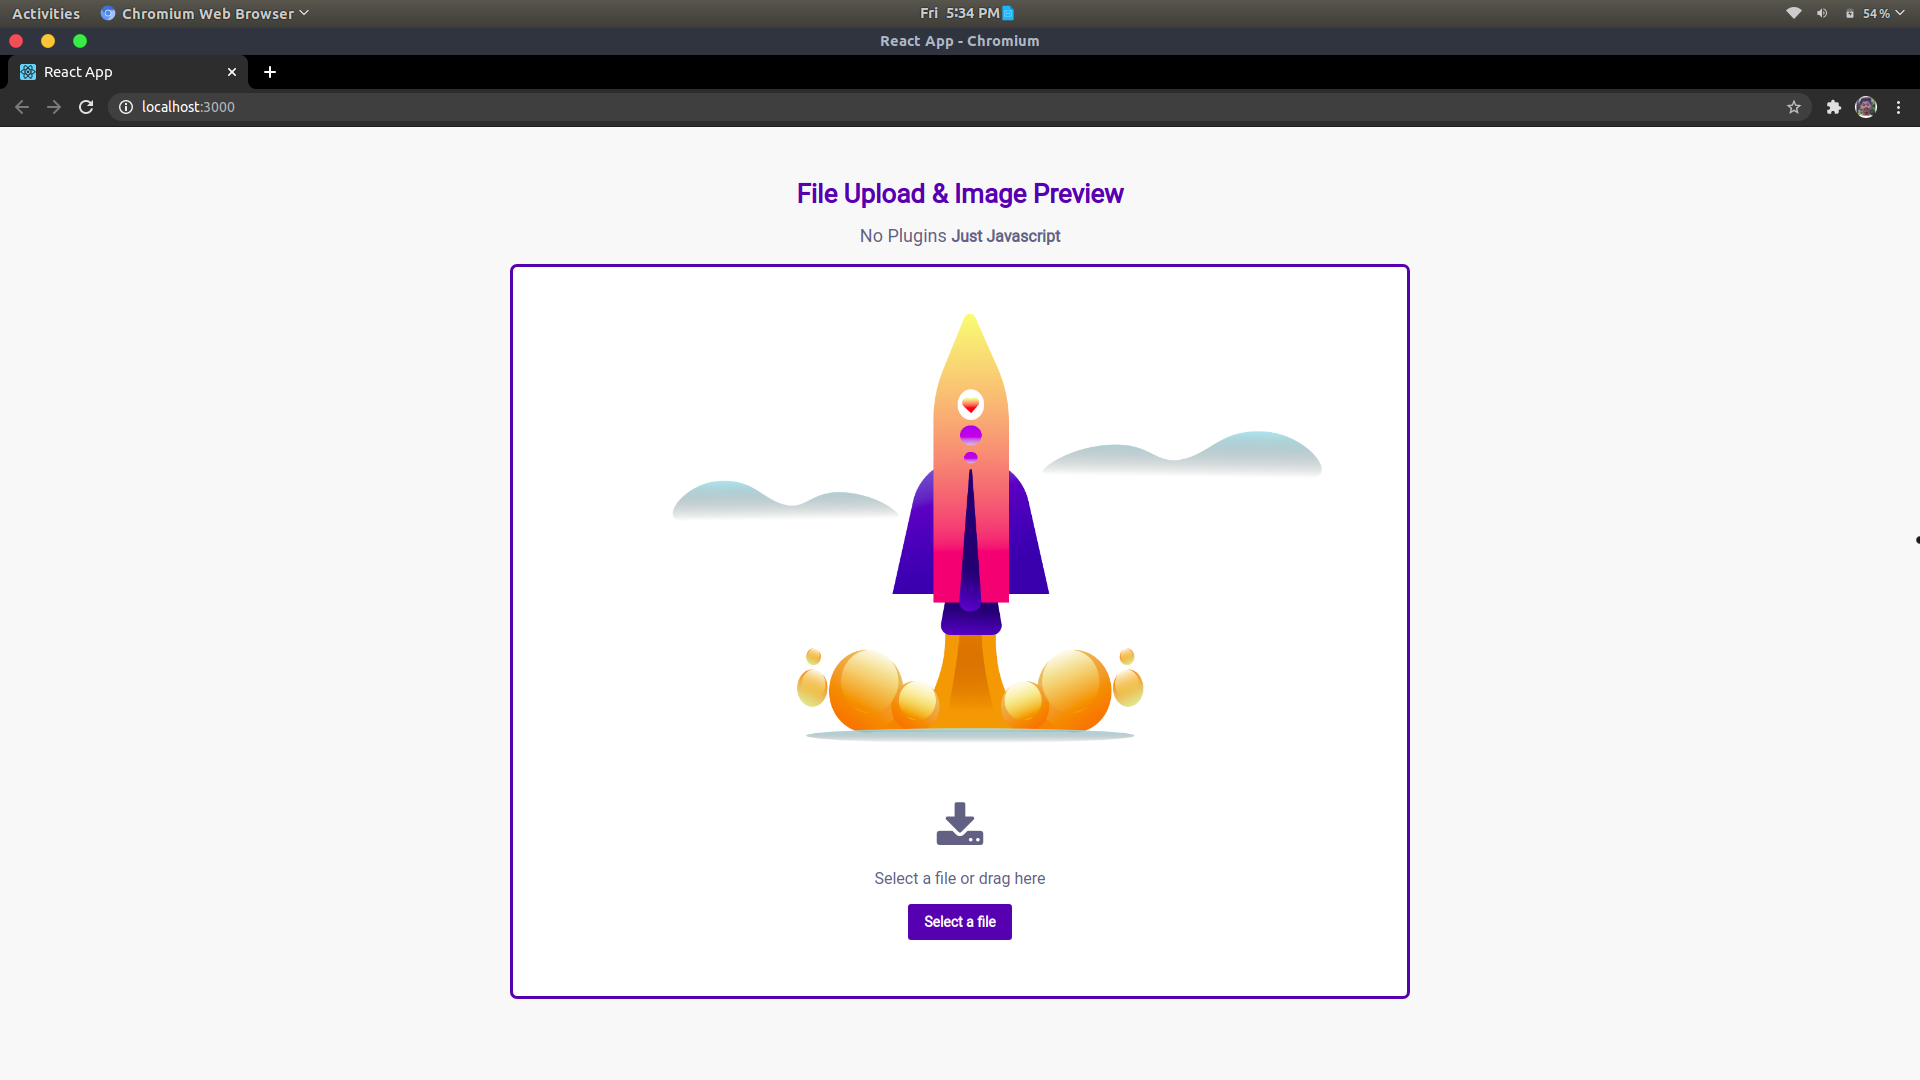 Activities Chromium Web Browser Fri 5:34 PM 54 %
React App - Chromium
React App
localhost:3000
File Upload & Image Preview
No Plugins Just Javascript
Select a file or drag here
Select a file